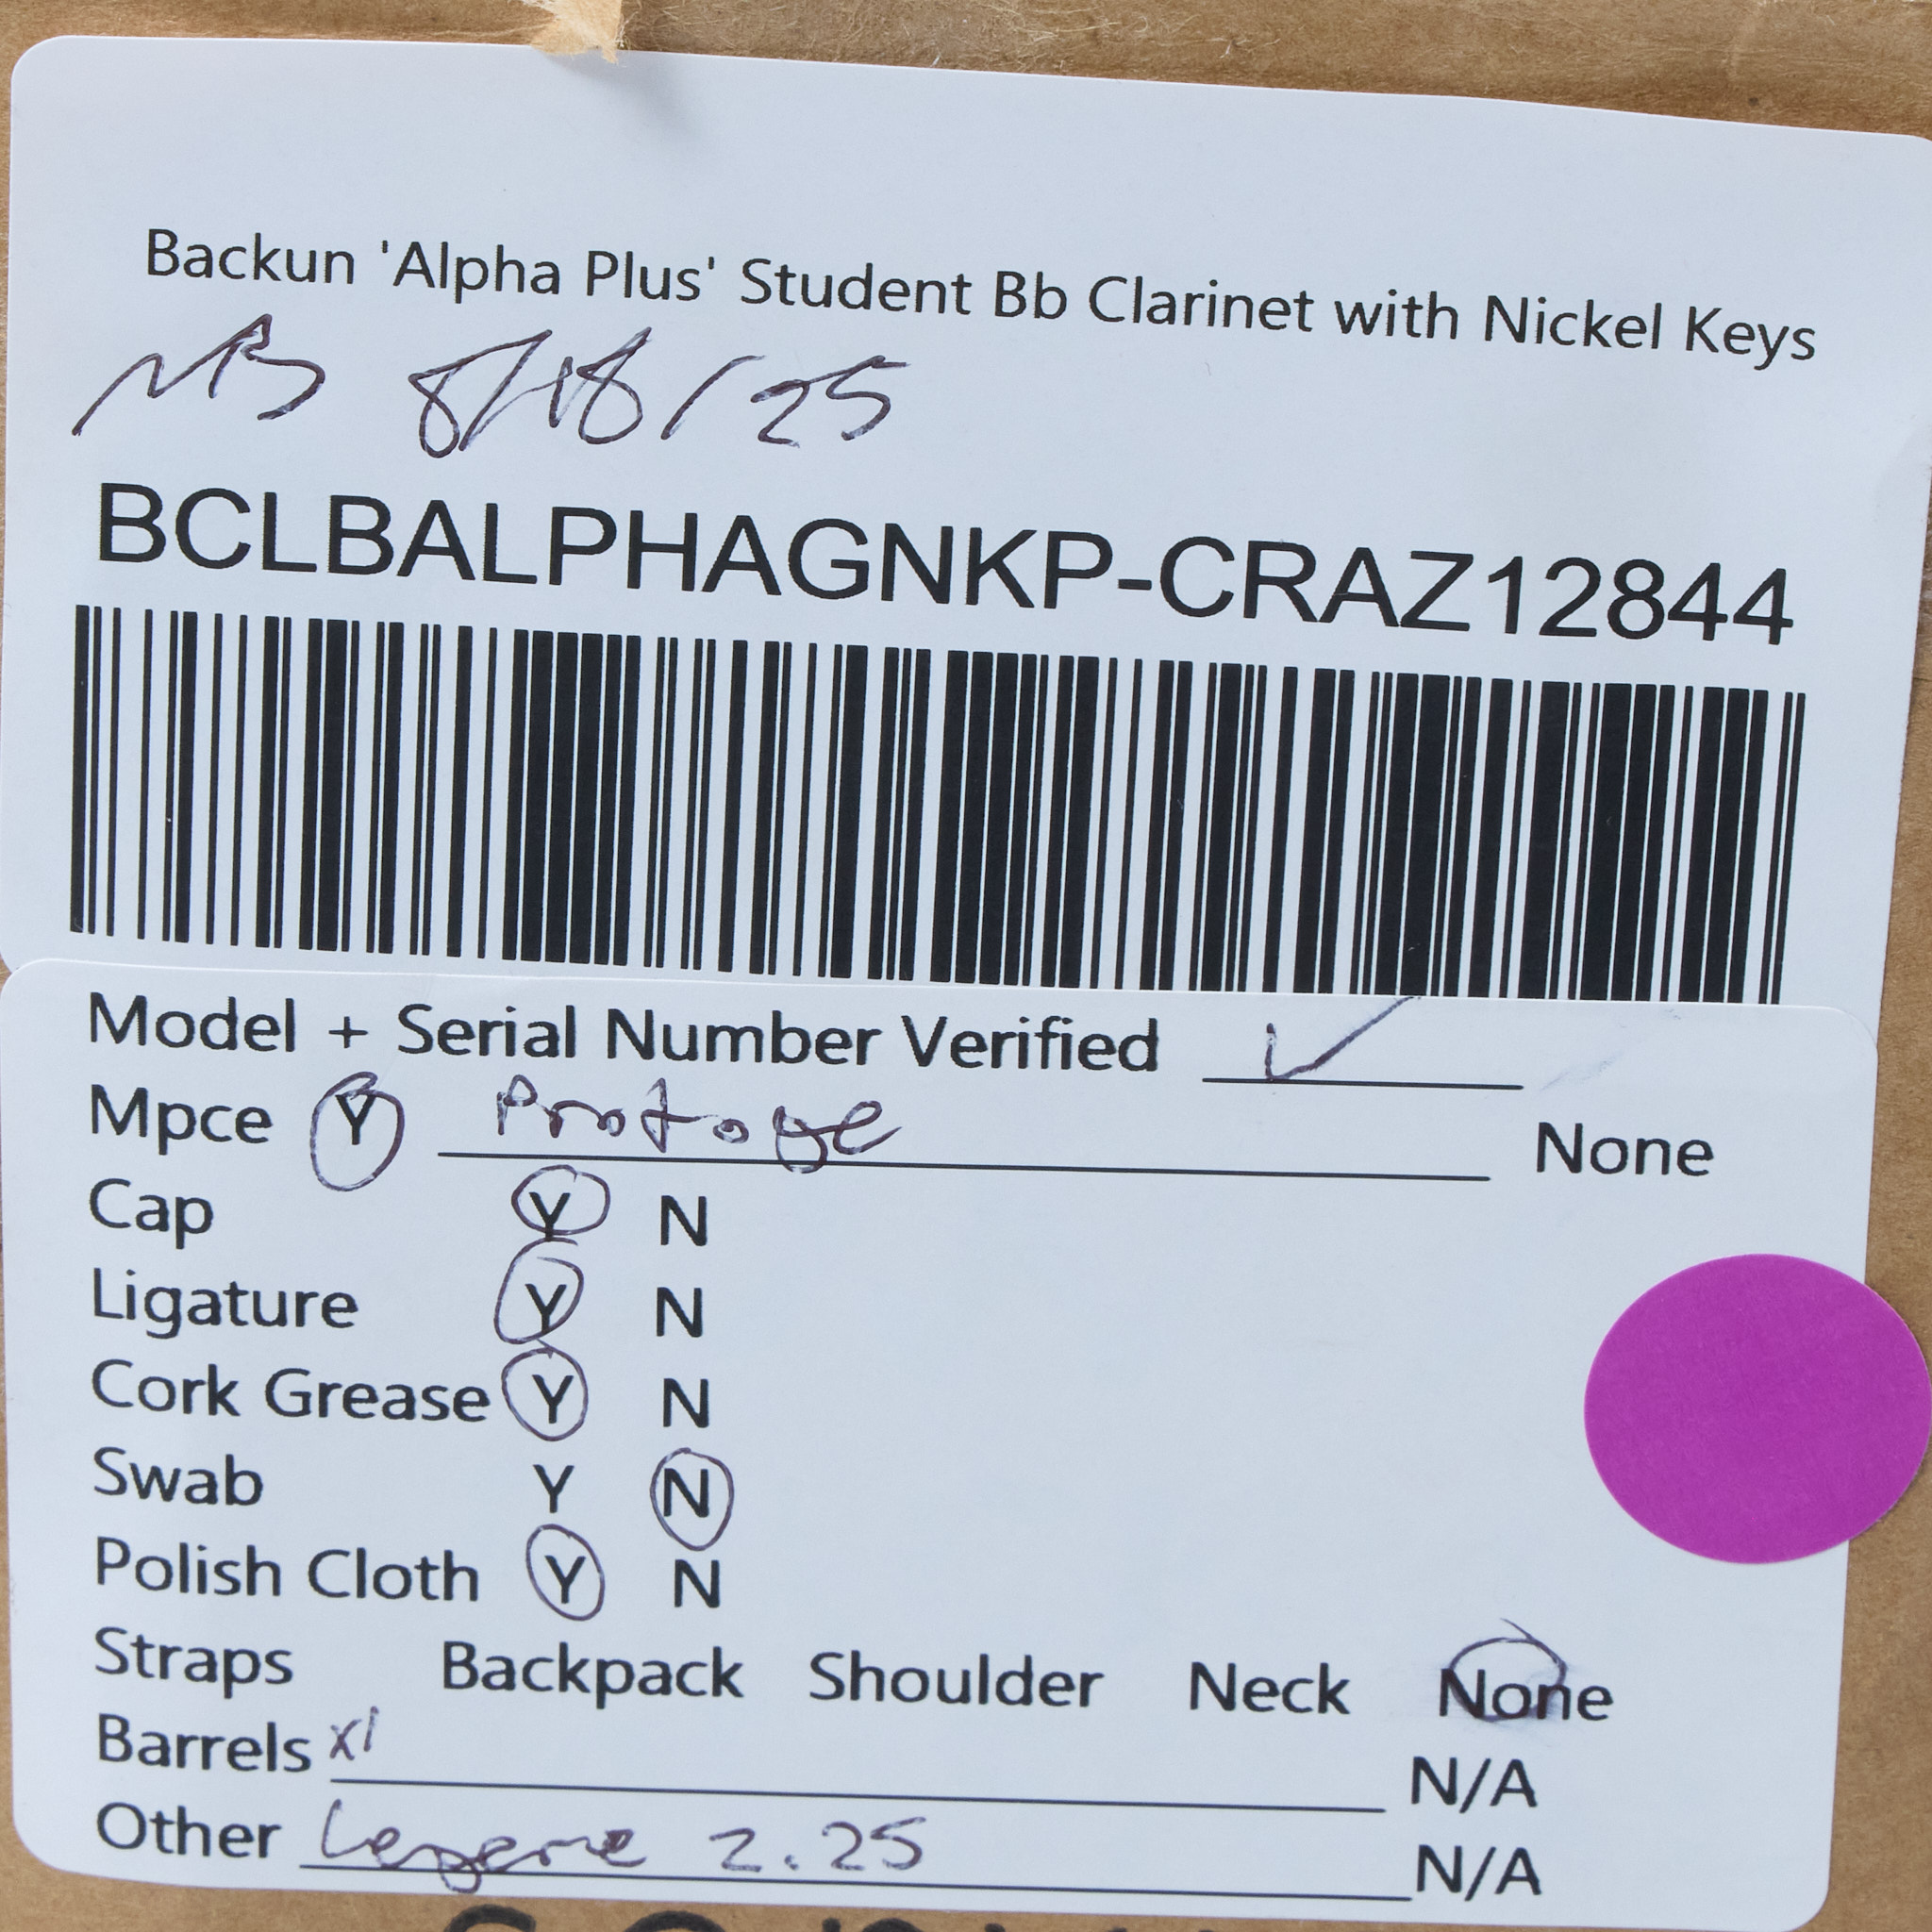 Backun 'Alpha Plus' Student Bb Clarinet with Nickel Keys
NB 8/18/25
BCLBALPHAGNKP-CRAZ12844
Model + Serial Number Verified ✓
Mpce Y Protoge None
Cap Y N
Ligature Y N
Cork Grease Y N
Swab Y N
Polish Cloth Y N
Straps Backpack Shoulder Neck None
Barrels x1 N/A
Other Legere 2.25 N/A